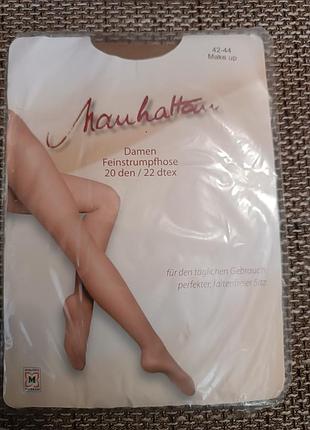 42-44
Make up
Manhattan
Damen
Feinstrumpfhose
20 den / 22 dtex
für den täglichen Gebrauch
perfekter, faltenfreier Sitz
M